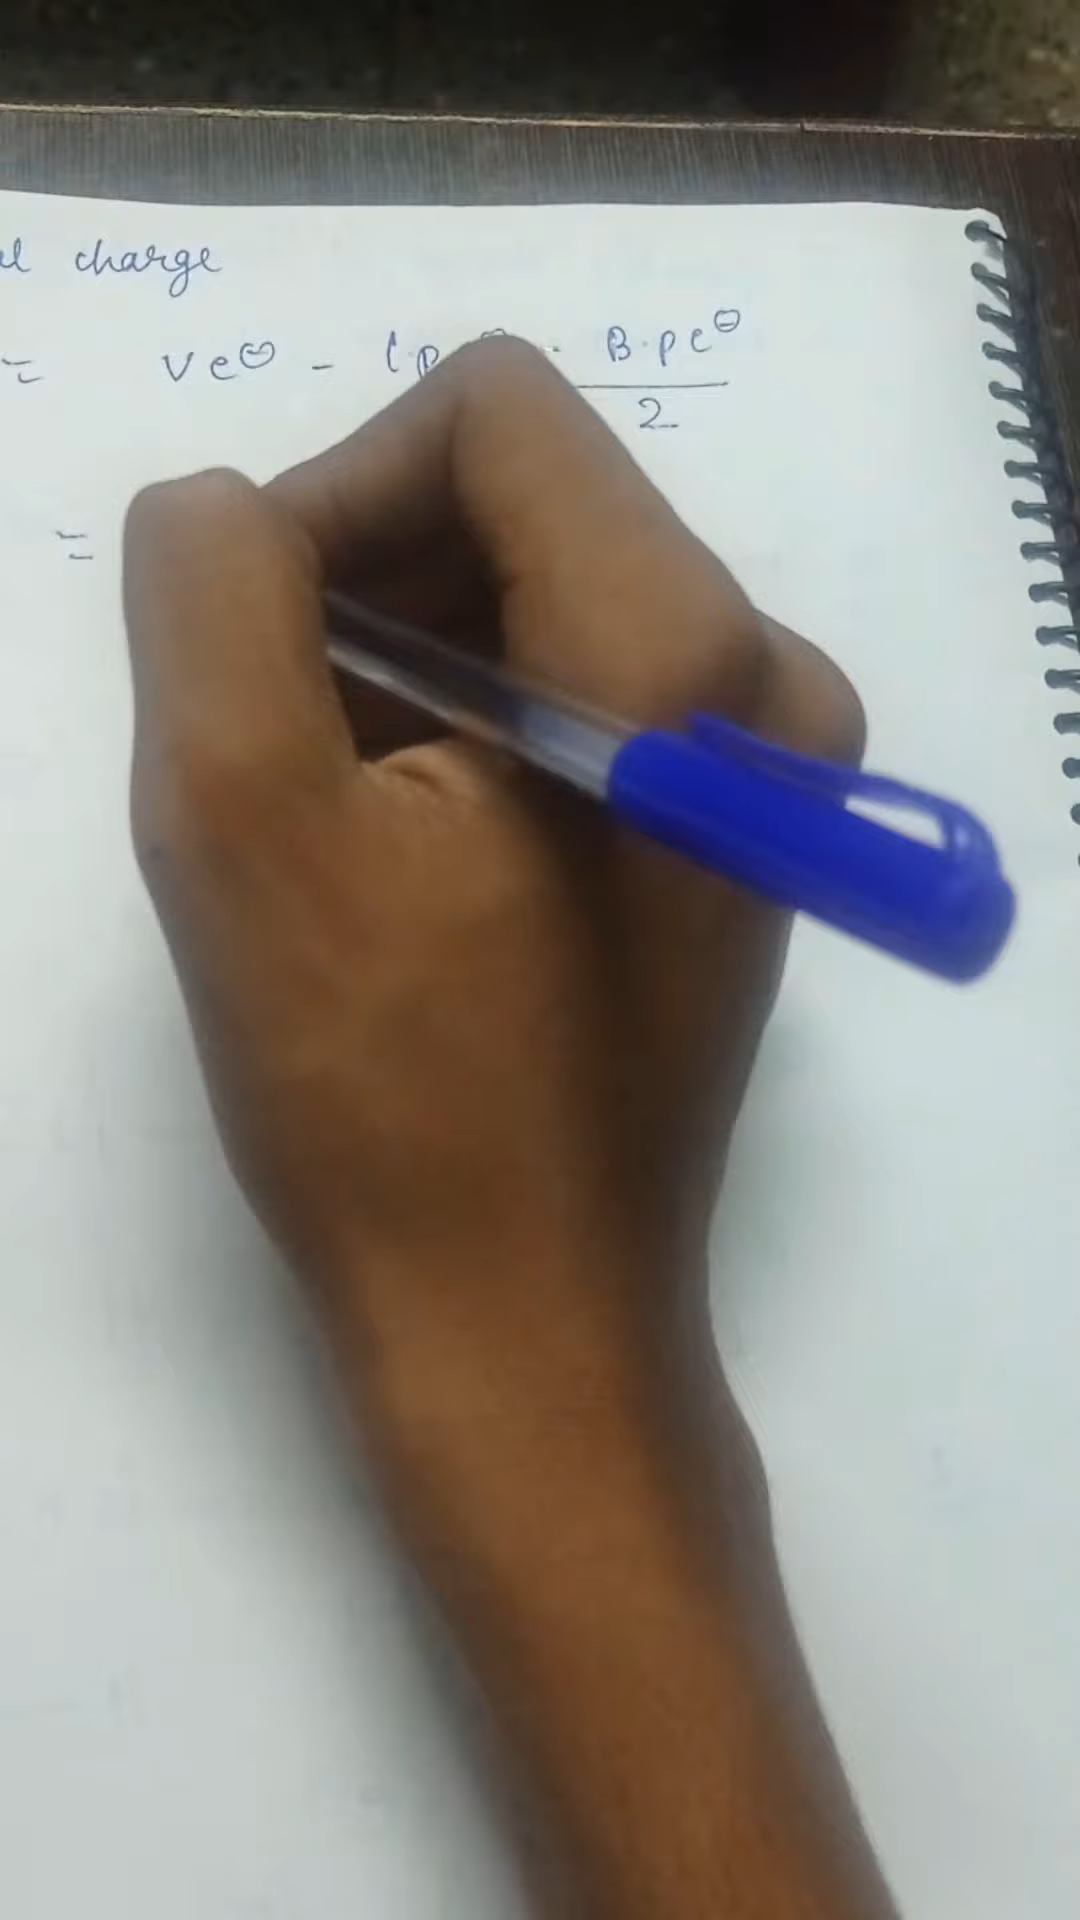 charge
= Ve⊖ - l.p - B.pe⊖
2
=